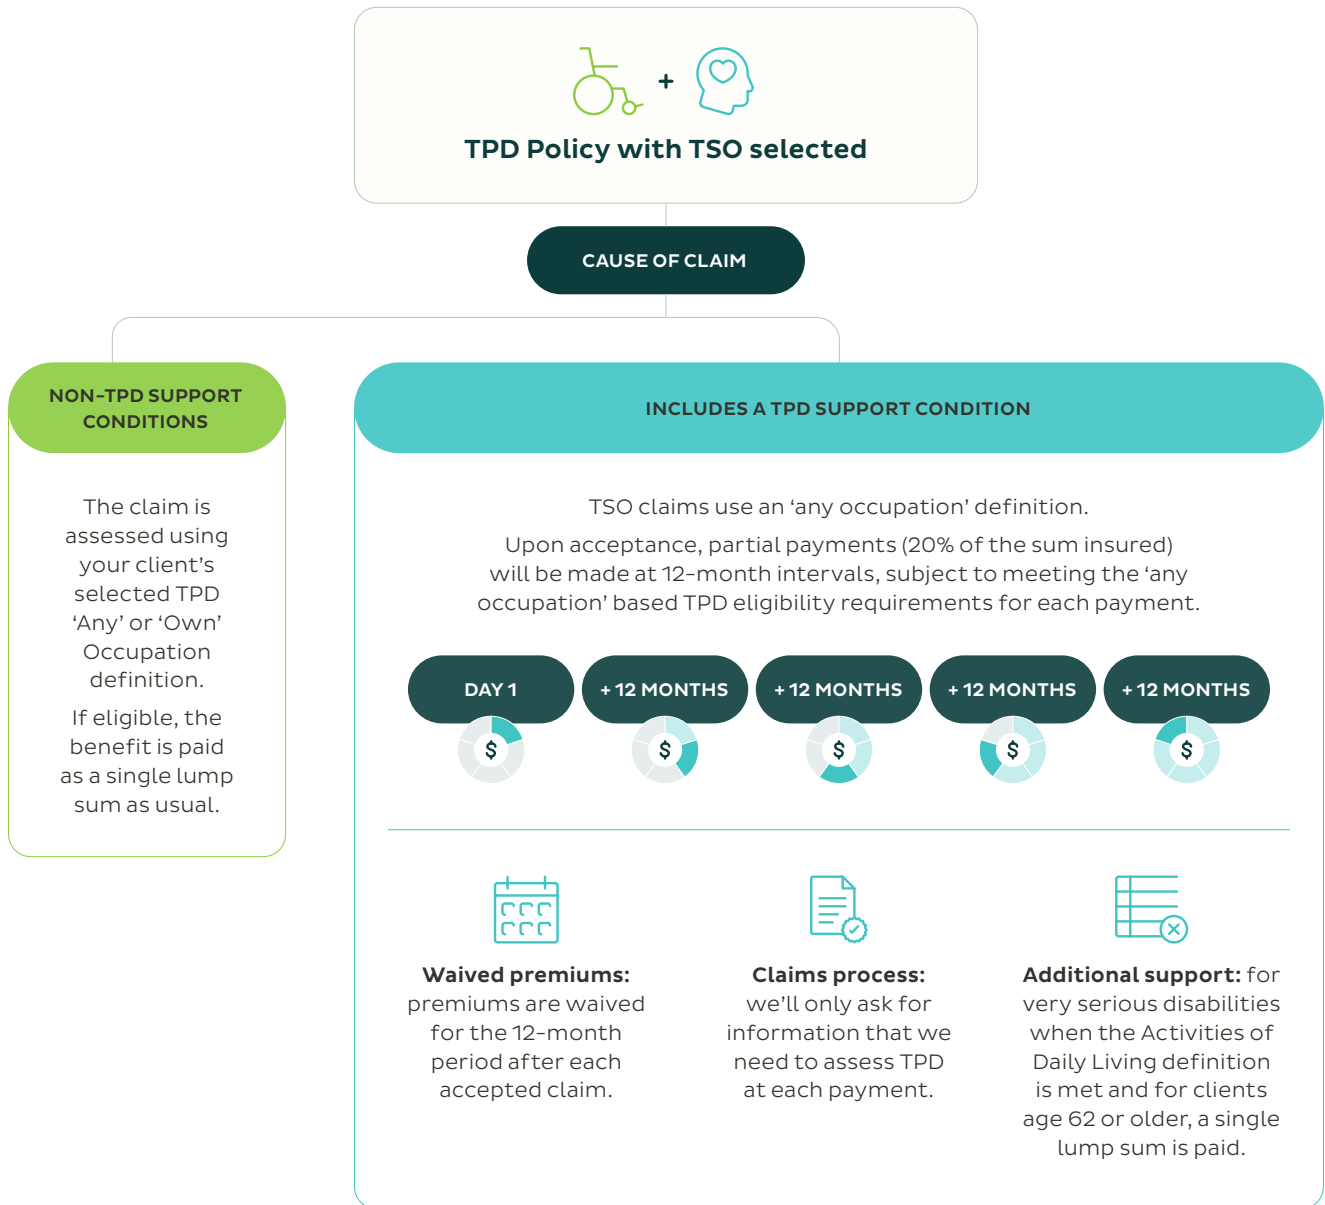 +
TPD Policy with TSO selected
CAUSE OF CLAIM
NON-TPD SUPPORT
CONDITIONS
The claim is
assessed using
your client’s
selected TPD
‘Any’ or ‘Own’
Occupation
definition.
If eligible, the
benefit is paid
as a single lump
sum as usual.
INCLUDES A TPD SUPPORT CONDITION
TSO claims use an ‘any occupation’ definition.
Upon acceptance, partial payments (20% of the sum insured)
will be made at 12-month intervals, subject to meeting the ‘any
occupation’ based TPD eligibility requirements for each payment.
DAY 1
+ 12 MONTHS
+ 12 MONTHS
+ 12 MONTHS
+ 12 MONTHS
$
$
$
$
$
Waived premiums:
premiums are waived
for the 12-month
period after each
accepted claim.
Claims process:
we’ll only ask for
information that we
need to assess TPD
at each payment.
Additional support: for
very serious disabilities
when the Activities of
Daily Living definition
is met and for clients
age 62 or older, a single
lump sum is paid.